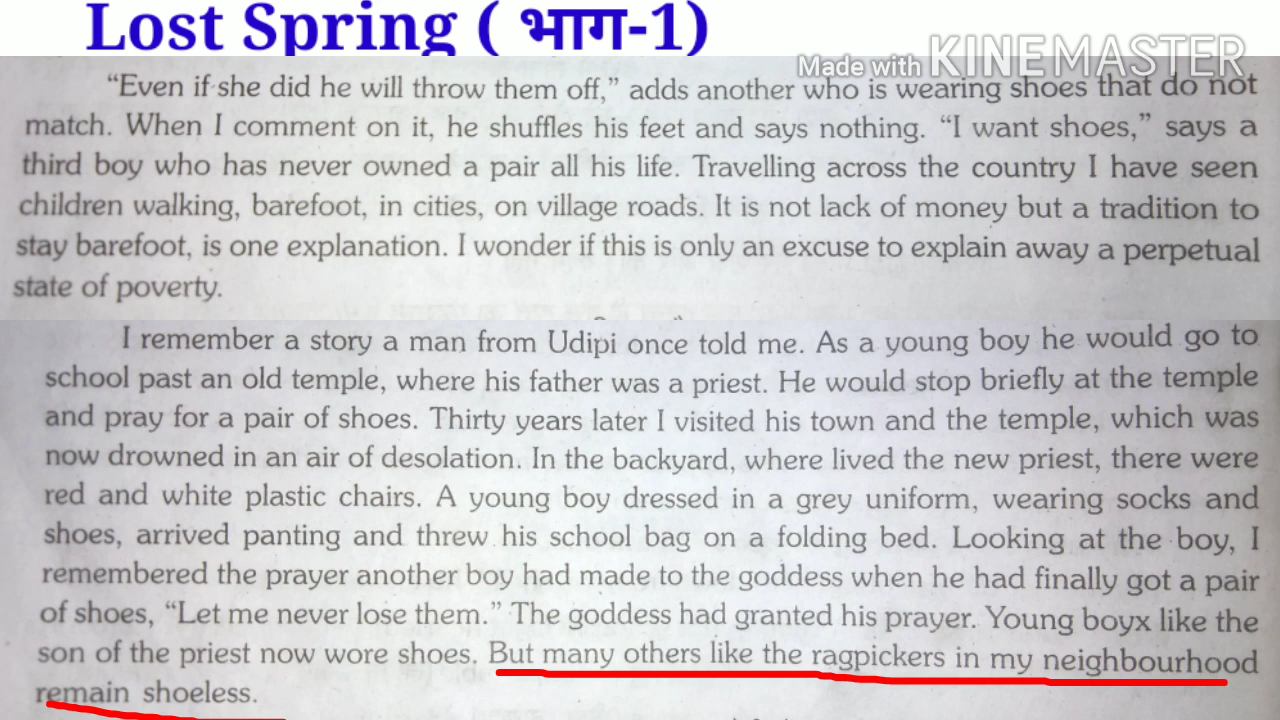 Lost Spring ( भाग-1)
Made with KINEMASTER
“Even if she did he will throw them off,” adds another who is wearing shoes that do not
match. When I comment on it, he shuffles his feet and says nothing. “I want shoes,” says a
third boy who has never owned a pair all his life. Travelling across the country I have seen
children walking, barefoot, in cities, on village roads. It is not lack of money but a tradition to
stay barefoot, is one explanation. I wonder if this is only an excuse to explain away a perpetual
state of poverty.
I remember a story a man from Udipi once told me. As a young boy he would go to
school past an old temple, where his father was a priest. He would stop briefly at the temple
and pray for a pair of shoes. Thirty years later I visited his town and the temple, which was
now drowned in an air of desolation. In the backyard, where lived the new priest, there were
red and white plastic chairs. A young boy dressed in a grey uniform, wearing socks and
shoes, arrived panting and threw his school bag on a folding bed. Looking at the boy, I
remembered the prayer another boy had made to the goddess when he had finally got a pair
of shoes, “Let me never lose them.” The goddess had granted his prayer. Young boyx like the
son of the priest now wore shoes. But many others like the ragpickers in my neighbourhood
remain shoeless.